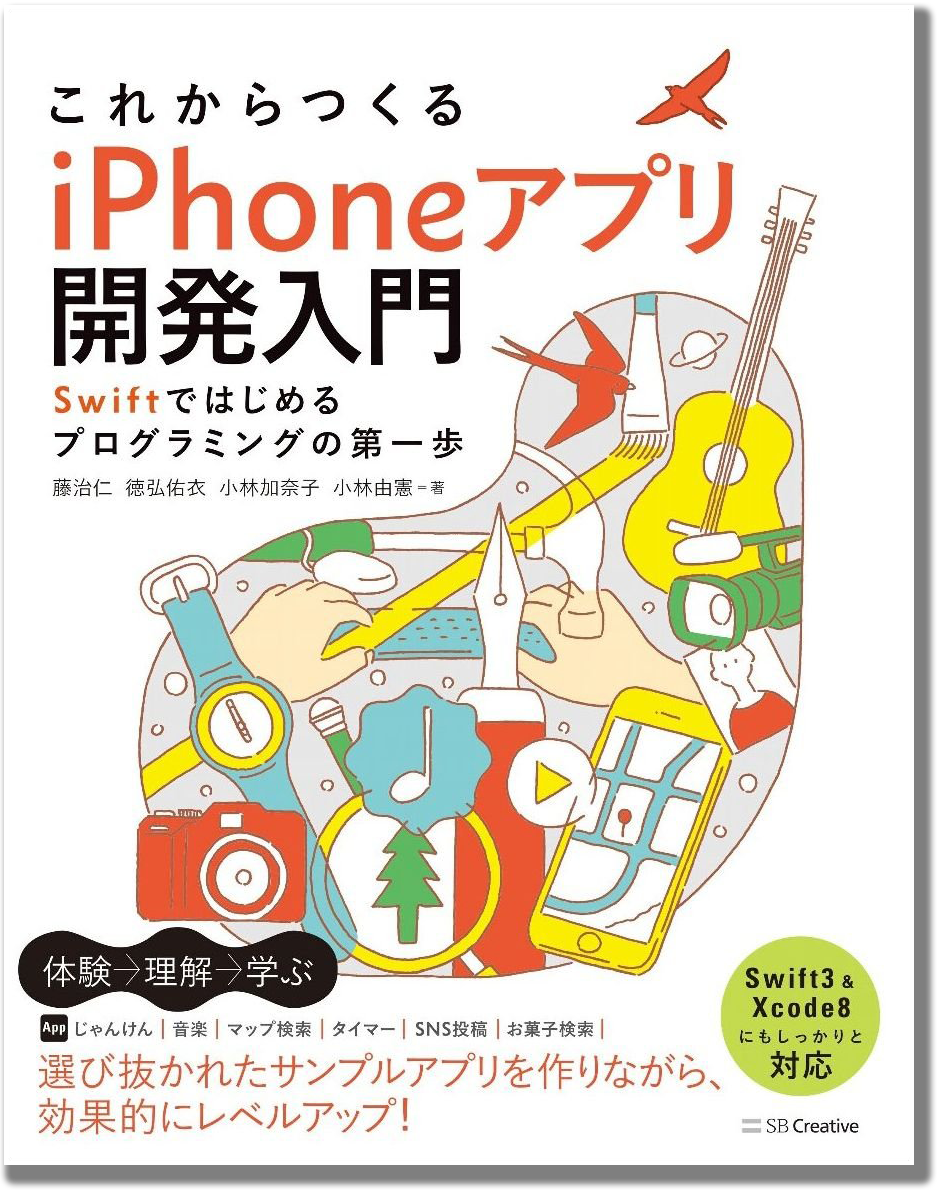 これからつくる
iPhoneアプリ
開発入門
Swiftではじめる
プログラミングの第一歩
藤治仁 徳弘佑衣 小林加奈子 小林由憲=著
体験→理解→学ぶ
App じゃんけん|音楽|マップ検索|タイマー|SNS投稿|お菓子検索|
選び抜かれたサンプルアプリを作りながら、
効果的にレベルアップ!
Swift3 &
Xcode8
にもしっかりと
対応
SB Creative